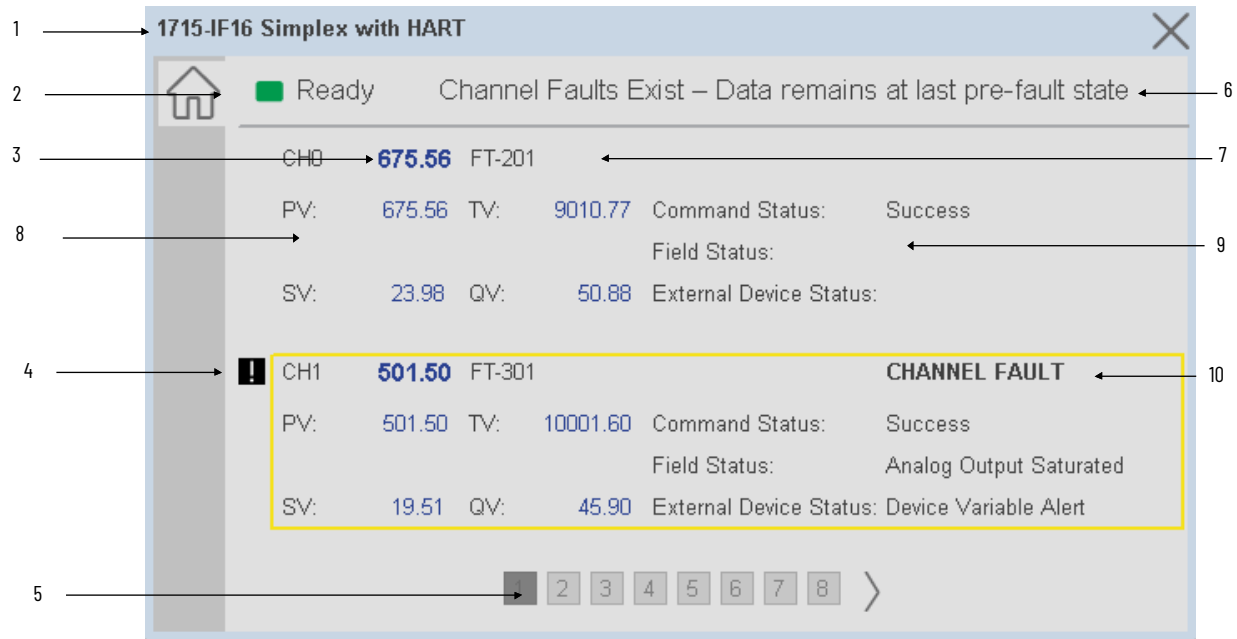 1 1715-IF16 Simplex with HART
2 Ready Channel Faults Exist – Data remains at last pre-fault state 6
3 CH0 675.56 FT-201 7
PV: 675.56 TV: 9010.77 Command Status: Success
8 9
Field Status:
SV: 23.98 QV: 50.88 External Device Status:
4 ! CH1 501.50 FT-301 CHANNEL FAULT 10
PV: 501.50 TV: 10001.60 Command Status: Success
Field Status: Analog Output Saturated
SV: 19.51 QV: 45.90 External Device Status: Device Variable Alert
5 1 2 3 4 5 6 7 8